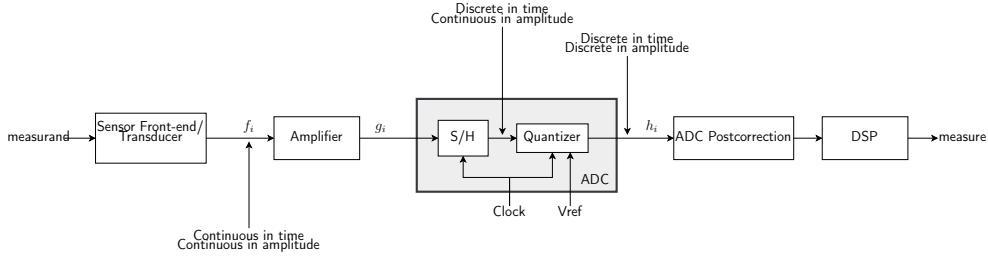 Discrete in time
Continuous in amplitude
Discrete in time
Discrete in amplitude
measurand
Sensor Front-end/
Transducer
f_i
Amplifier
g_i
S/H
Quantizer
h_i
ADC Postcorrection
DSP
measure
ADC
Clock
Vref
Continuous in time
Continuous in amplitude